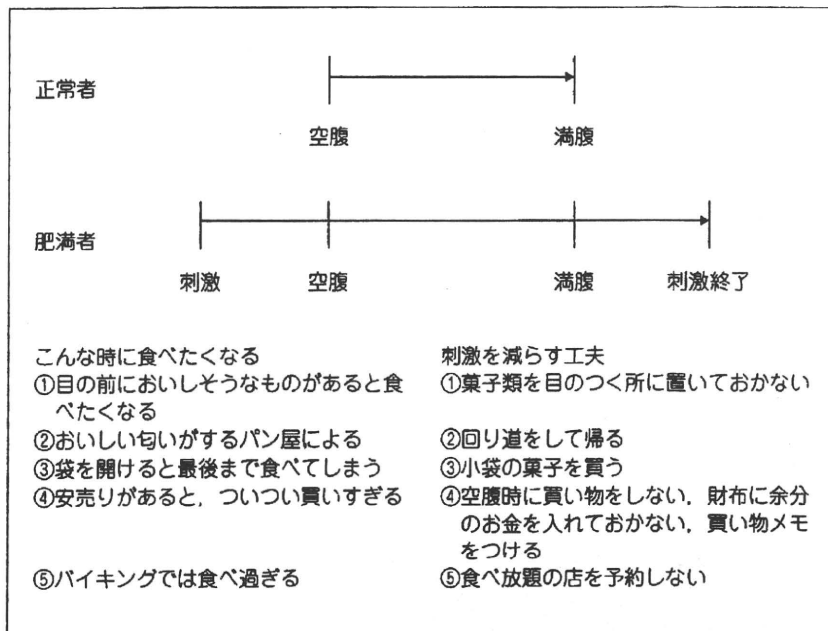 正常者
空腹
満腹
肥満者
刺激
空腹
満腹
刺激終了
こんな時に食べたくなる
①目の前においしそうなものがあると食
べたくなる
②おいしい匂いがするパン屋による
③袋を開けると最後まで食べてしまう
④安売りがあると，ついつい買いすぎる
⑤バイキングでは食べ過ぎる
刺激を減らす工夫
①菓子類を目のつく所に置いておかない
②回り道をして帰る
③小袋の菓子を買う
④空腹時に買い物をしない，財布に余分
のお金を入れておかない，買い物メモ
をつける
⑤食べ放題の店を予約しない